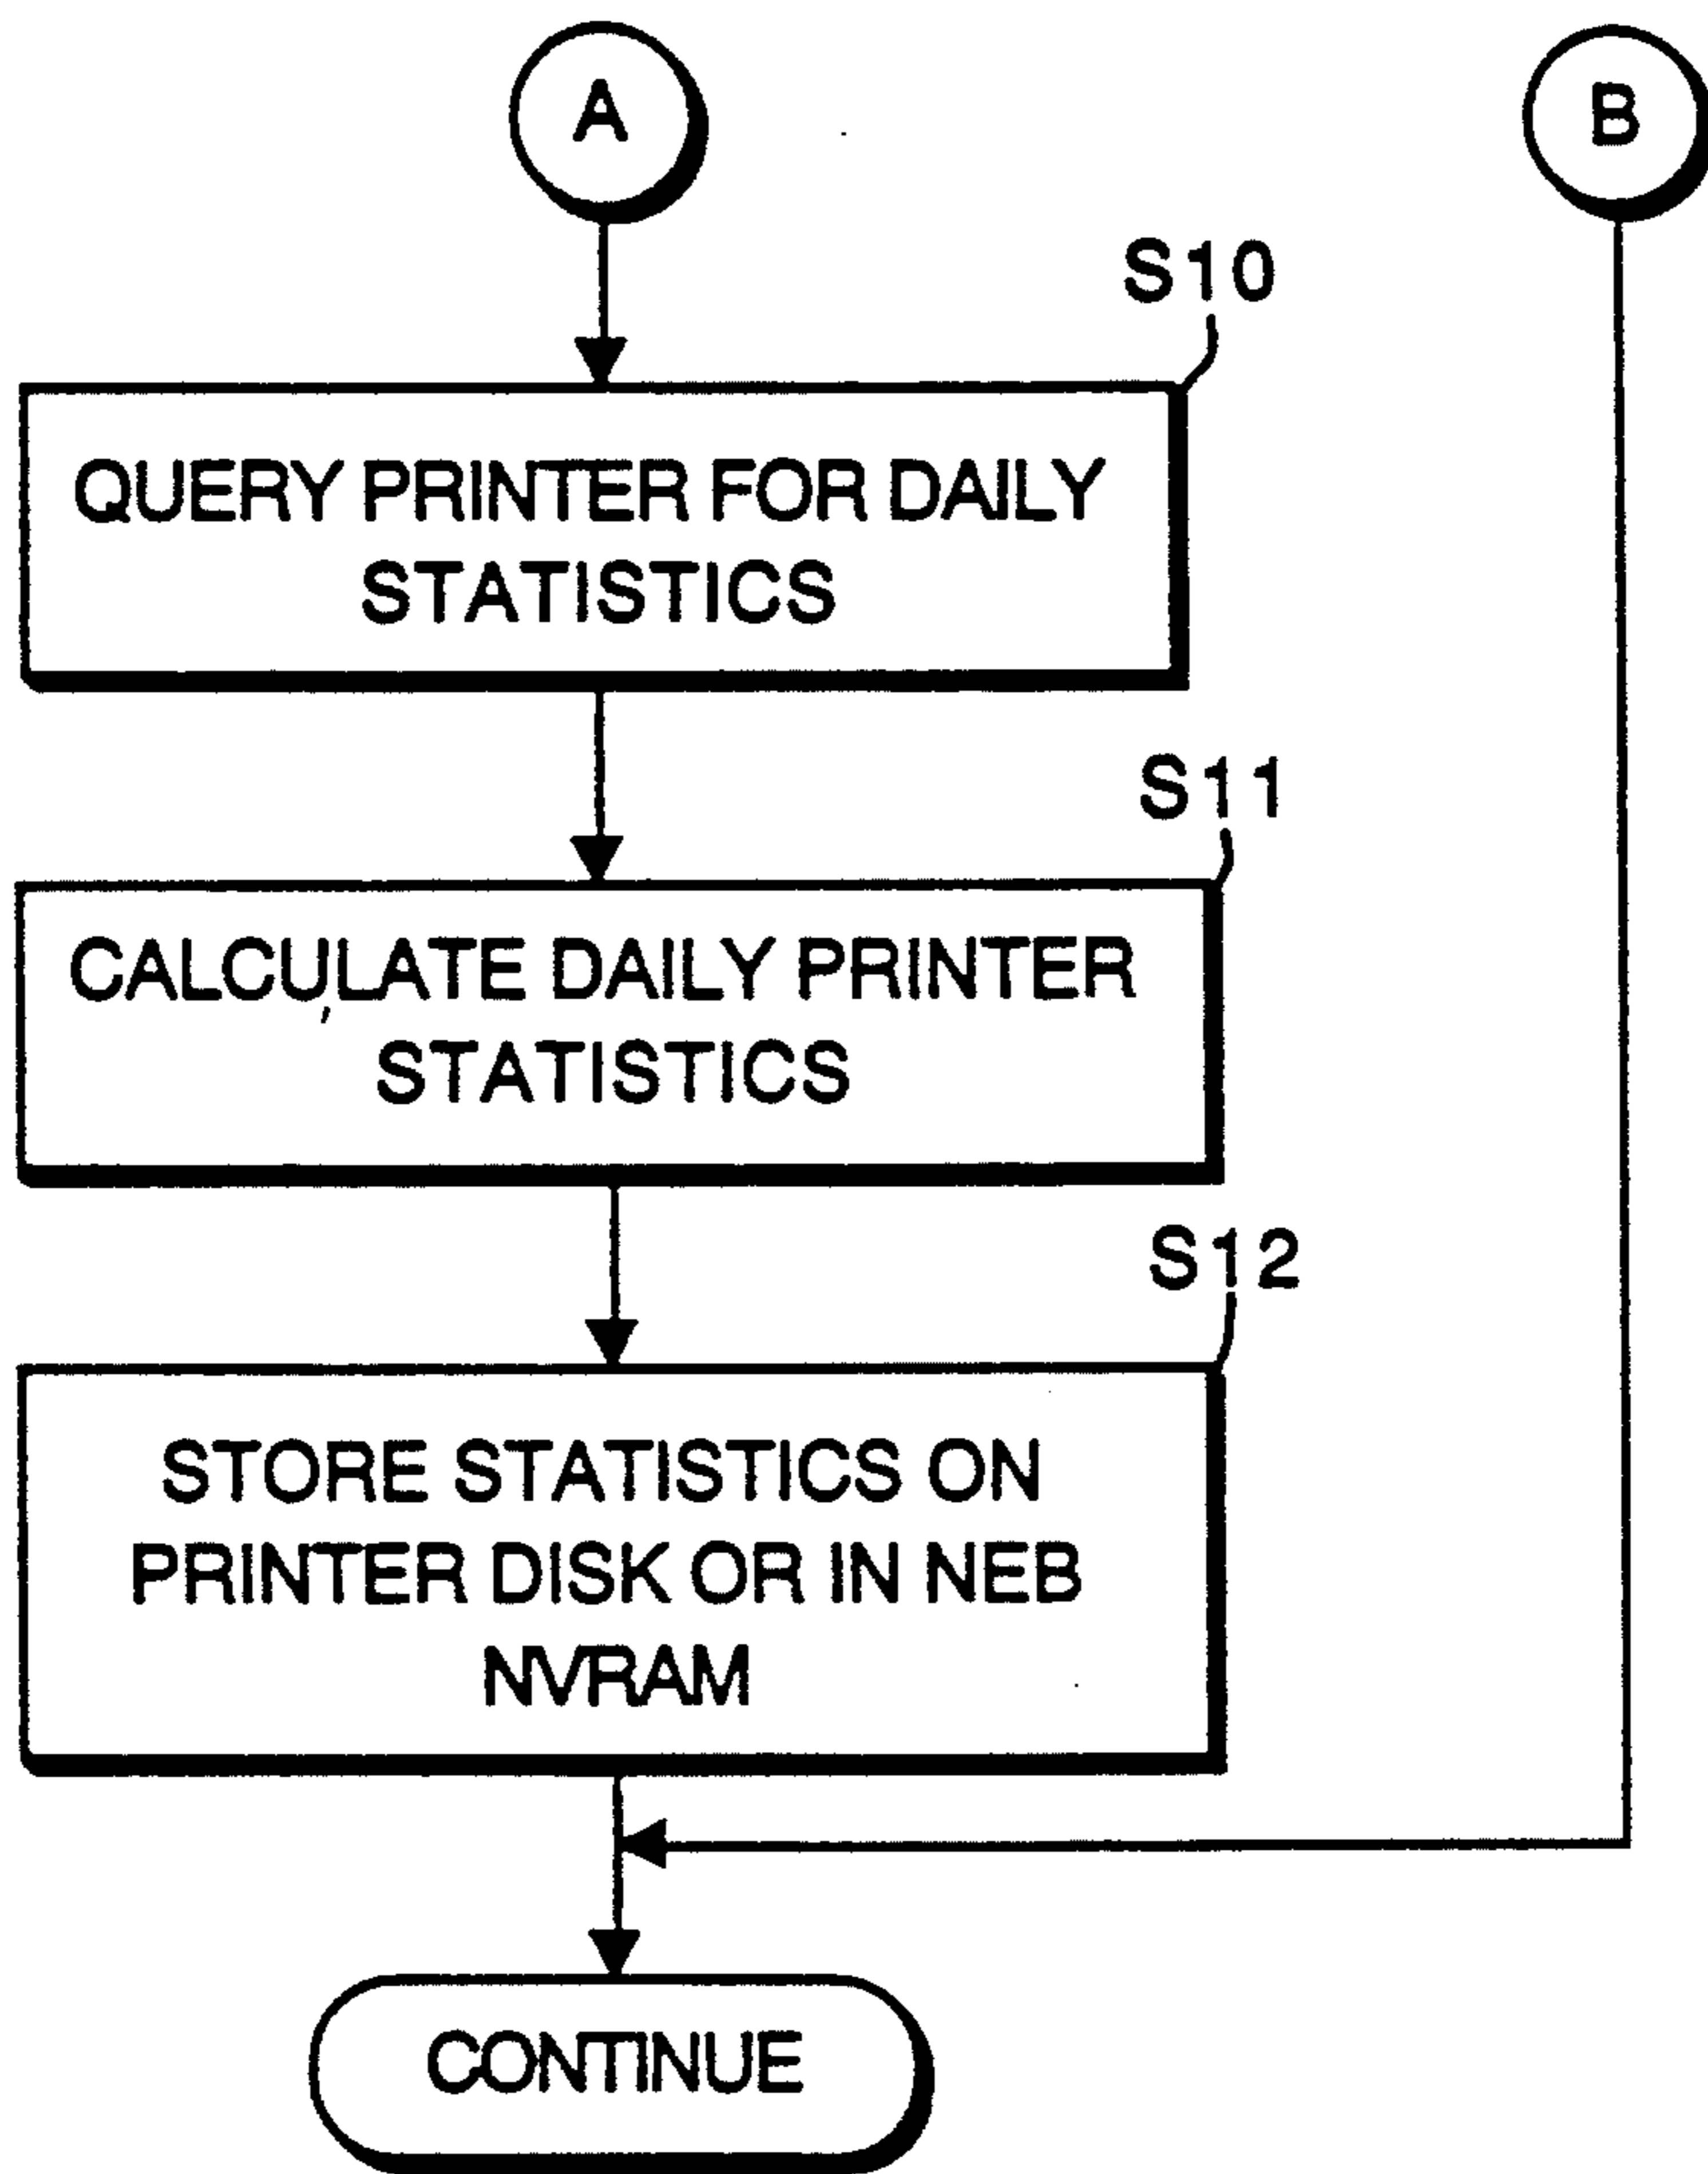 A
B
S10
QUERY PRINTER FOR DAILY
STATISTICS
S11
CALCULATE DAILY PRINTER
STATISTICS
S12
STORE STATISTICS ON
PRINTER DISK OR IN NEB
NVRAM
CONTINUE